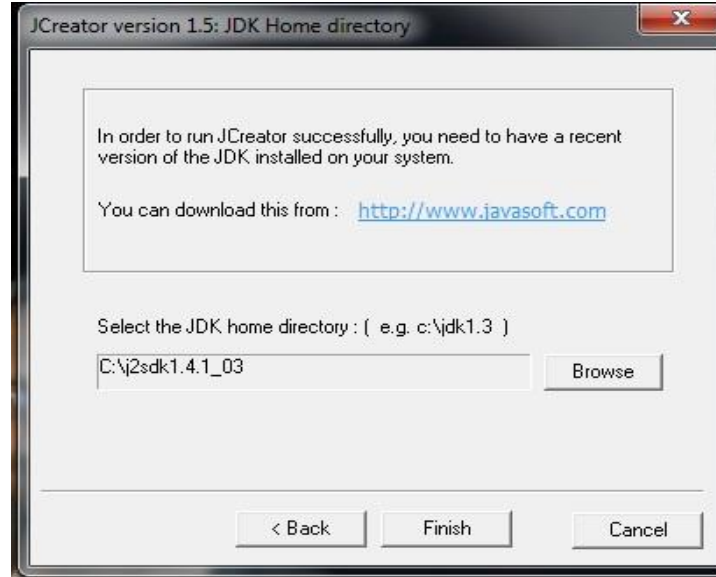 JCreator version 1.5: JDK Home directory
In order to run JCreator successfully, you need to have a recent
version of the JDK installed on your system.
You can download this from : http://www.javasoft.com
Select the JDK home directory : ( e.g. c:\jdk1.3 )
C:\j2sdk1.4.1_03
Browse
< Back Finish Cancel